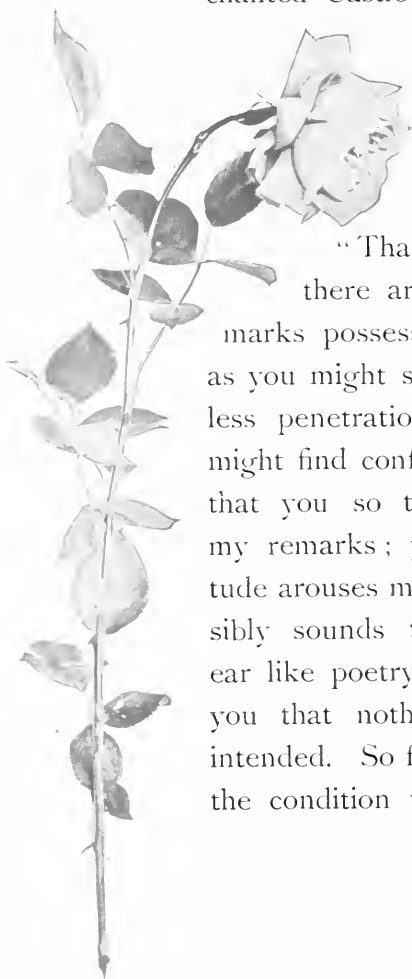 "Tha
there ar
marks posses
as you might s
less penetratio
might find conf
that you so t
my remarks;
tude arouses m
sibly sounds
ear like poetry
you that noth
intended. So f
the condition